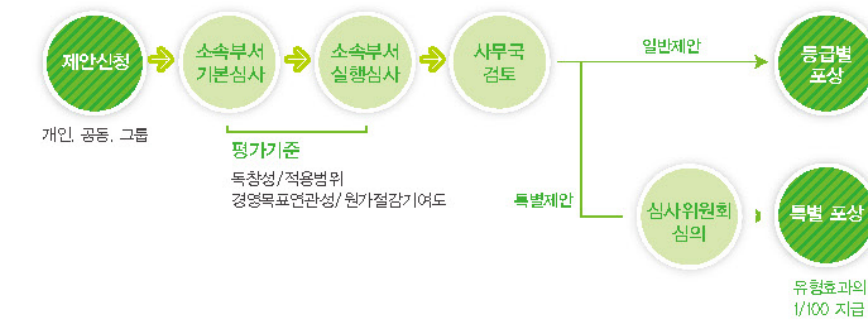 제안신청
소속부서
기본심사
소속부서
실행심사
사무국
검토
일반제안
등급별
포상
개인, 공동, 그룹
평가기준
독창성/적용범위
경영목표연관성/원가절감기여도
특별제안
심사위원회
심의
특별 포상
유형효과의
1/100 지급